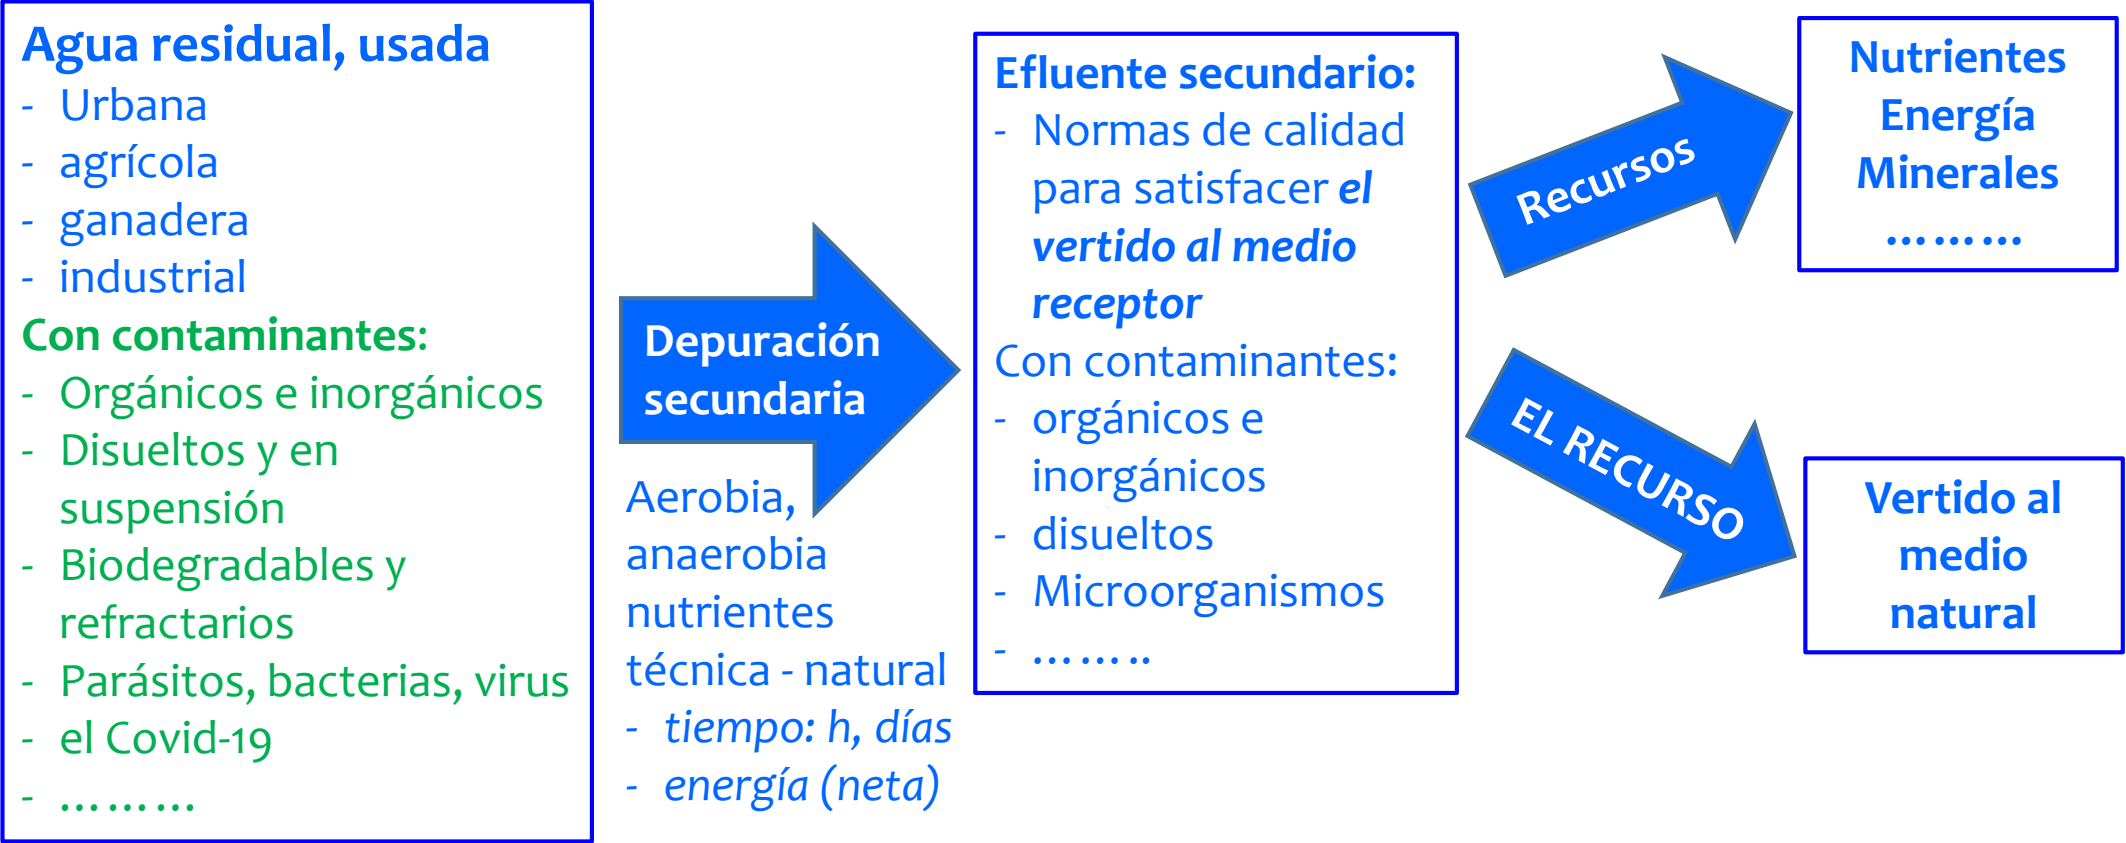 Agua residual, usada
- Urbana
- agrícola
- ganadera
- industrial
Con contaminantes:
- Orgánicos e inorgánicos
- Disueltos y en
suspensión
- Biodegradables y
refractarios
- Parásitos, bacterias, virus
- el Covid-19
- ………
Depuración
secundaria
Aerobia,
anaerobia
nutrientes
técnica - natural
- tiempo: h, días
- energía (neta)
Efluente secundario:
- Normas de calidad
para satisfacer el
vertido al medio
receptor
Con contaminantes:
- orgánicos e
inorgánicos
- disueltos
- Microorganismos
- ……..
Recursos
Nutrientes
Energía
Minerales
………
EL RECURSO
Vertido al
medio
natural